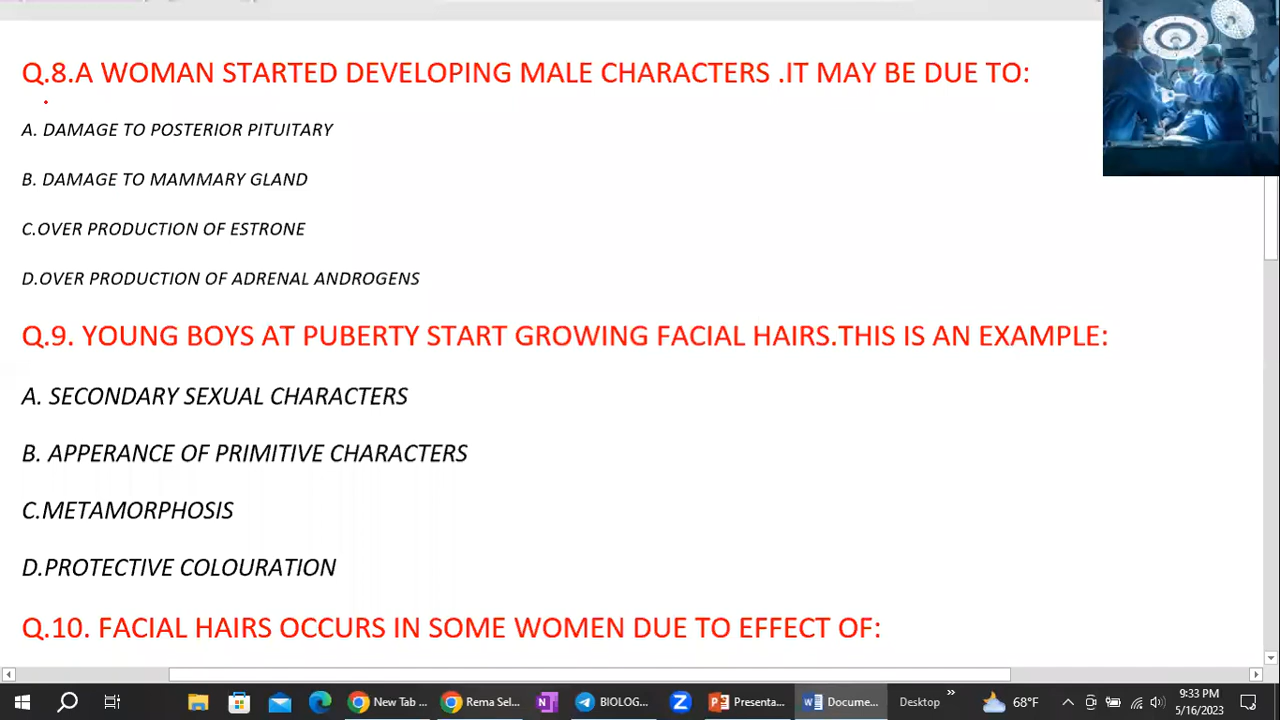 Q.8.A WOMAN STARTED DEVELOPING MALE CHARACTERS .IT MAY BE DUE TO:
A. DAMAGE TO POSTERIOR PITUITARY
B. DAMAGE TO MAMMARY GLAND
C.OVER PRODUCTION OF ESTRONE
D.OVER PRODUCTION OF ADRENAL ANDROGENS
Q.9. YOUNG BOYS AT PUBERTY START GROWING FACIAL HAIRS.THIS IS AN EXAMPLE:
A. SECONDARY SEXUAL CHARACTERS
B. APPERANCE OF PRIMITIVE CHARACTERS
C.METAMORPHOSIS
D.PROTECTIVE COLOURATION
Q.10. FACIAL HAIRS OCCURS IN SOME WOMEN DUE TO EFFECT OF:
New Tab ... Rema Sel... BIOLOG... Presenta... Docume... Desktop » 68°F 9:33 PM
5/16/2023